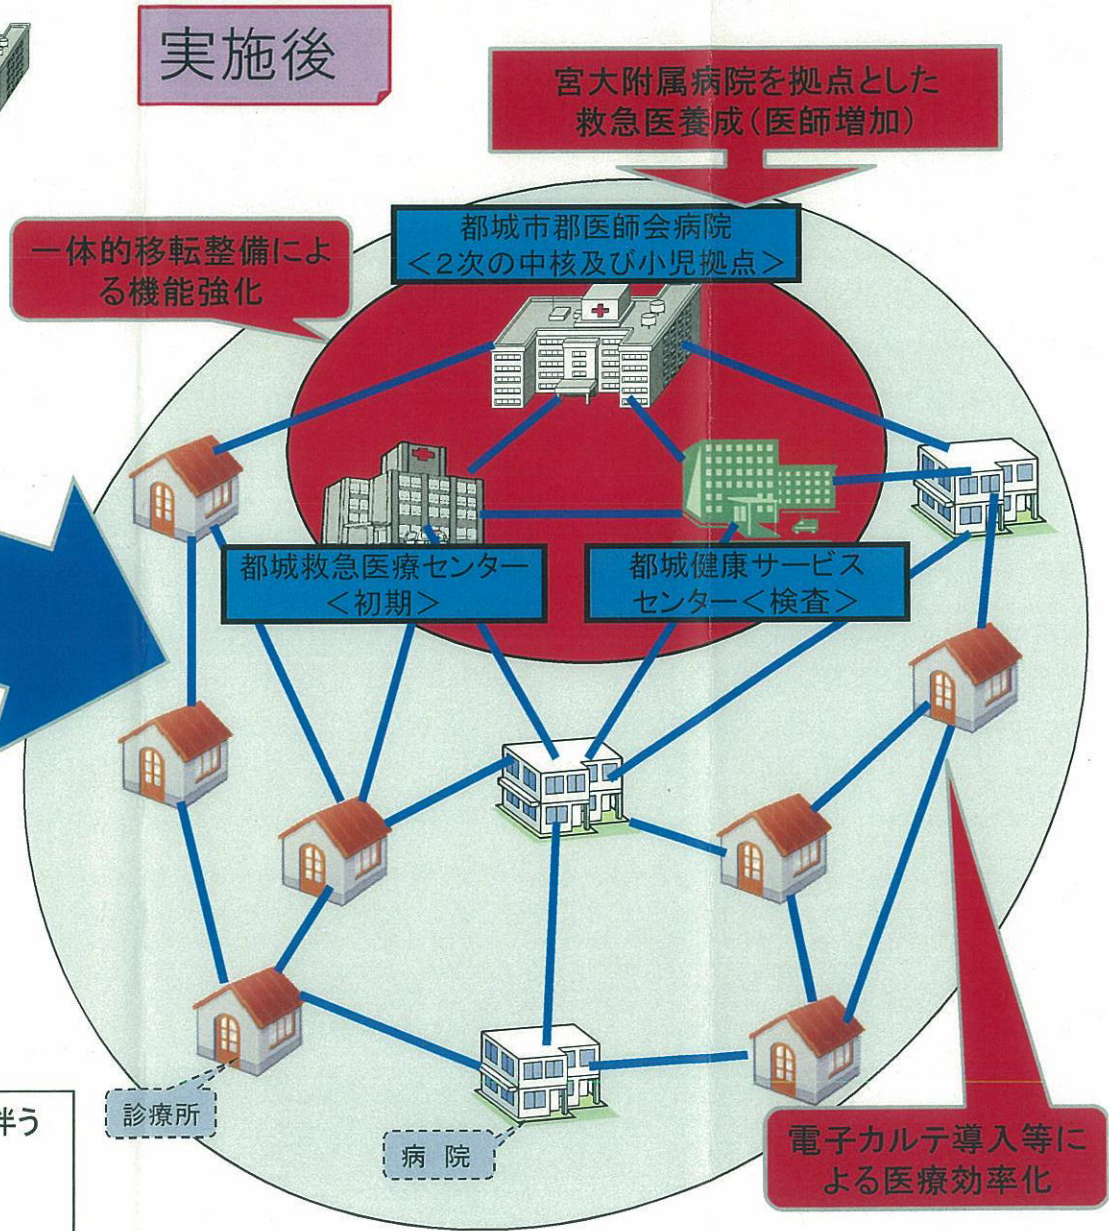 実施後
宮大附属病院を拠点とした
救急医養成(医師増加)
一体的移転整備によ
る機能強化
都城市郡医師会病院
<2次の中核及び小児拠点>
都城救急医療センター
<初期>
都城健康サービス
センター<検査>
診療所
病 院
電子カルテ導入等に
よる医療効率化
伴う